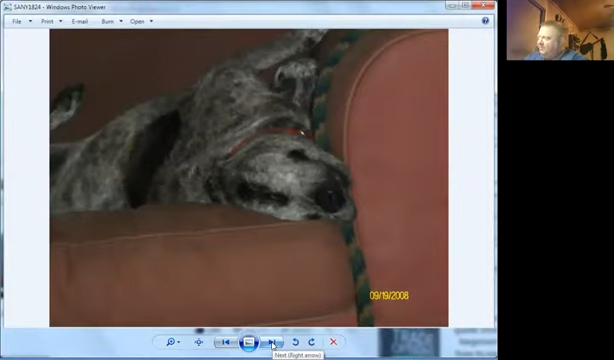 SANY1824 - Windows Photo Viewer
File Print E-mail Burn Open
09/19/2008
Next (Right arrow)